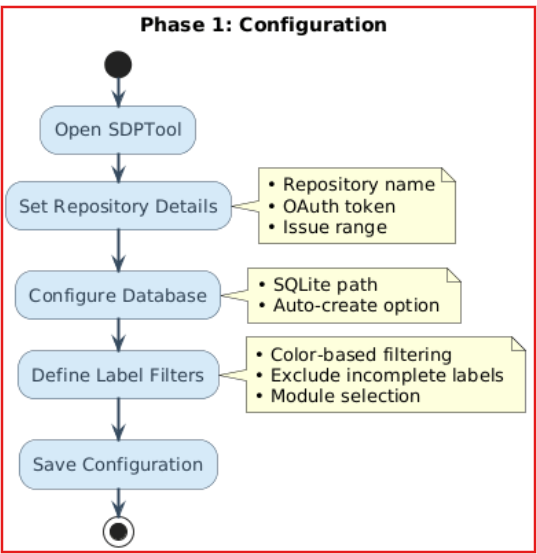 Phase 1: Configuration
Open SDPTool
Set Repository Details
• Repository name
• OAuth token
• Issue range
Configure Database
• SQLite path
• Auto-create option
Define Label Filters
• Color-based filtering
• Exclude incomplete labels
• Module selection
Save Configuration